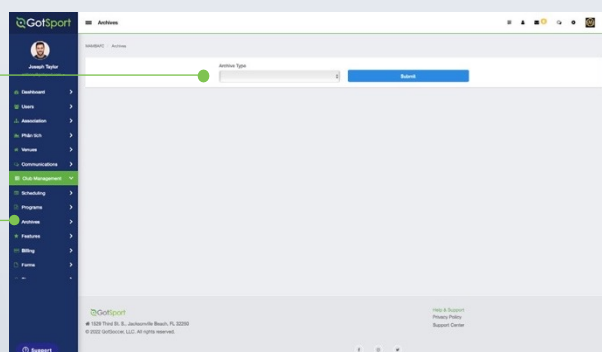 GotSport
Archives
Joseph Taylor
Archives
Archive Type
Submit
Dashboard
Users
Association
Phân tích
Venues
Communications
Club Management
Scheduling
Programs
Archives
Features
Billing
Forms
GotSport
1529 Third St. S., Jacksonville Beach, FL 32250
© 2022 GotSoccer, LLC. All rights reserved.
Help & Support
Privacy Policy
Support Center
Support